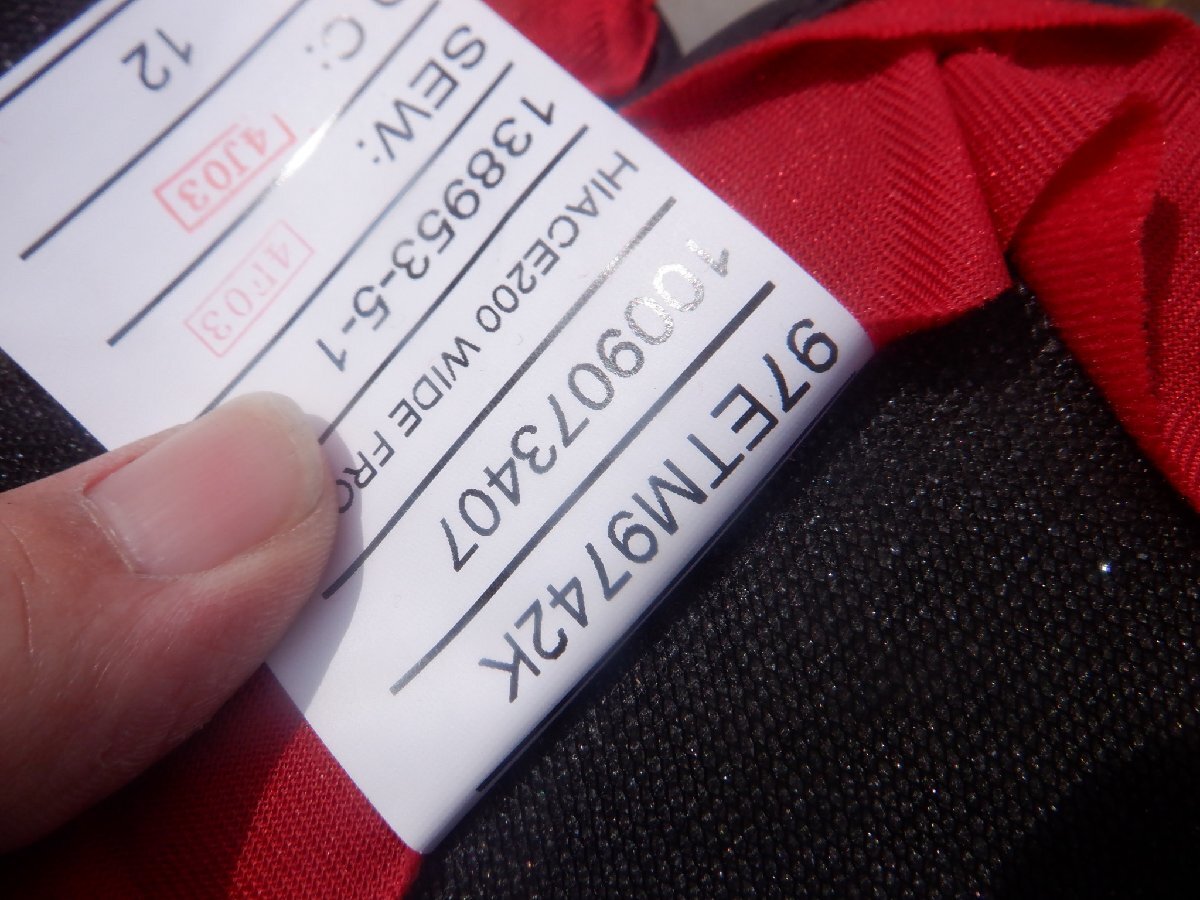 97ETM9742K
1009073407
HIACE200 WIDE FRO
138953-5-1
SEW: 4F03
C: 4J03
12